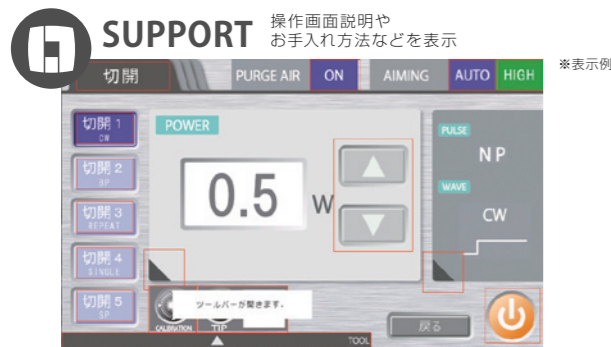 SUPPORT
操作画面説明や
お手入れ方法などを表示
※表示例
切開
PURGE AIR
ON
AIMING
AUTO
HIGH
切開 1
CW
POWER
0.5
W
PULSE
NP
WAVE
CW
切開 2
切開 3
REPEAT
切開 4
SINGLE
切開 5
SP
ツールバーが開きます。
CALIBRATION
TIP
戻る
TOOL